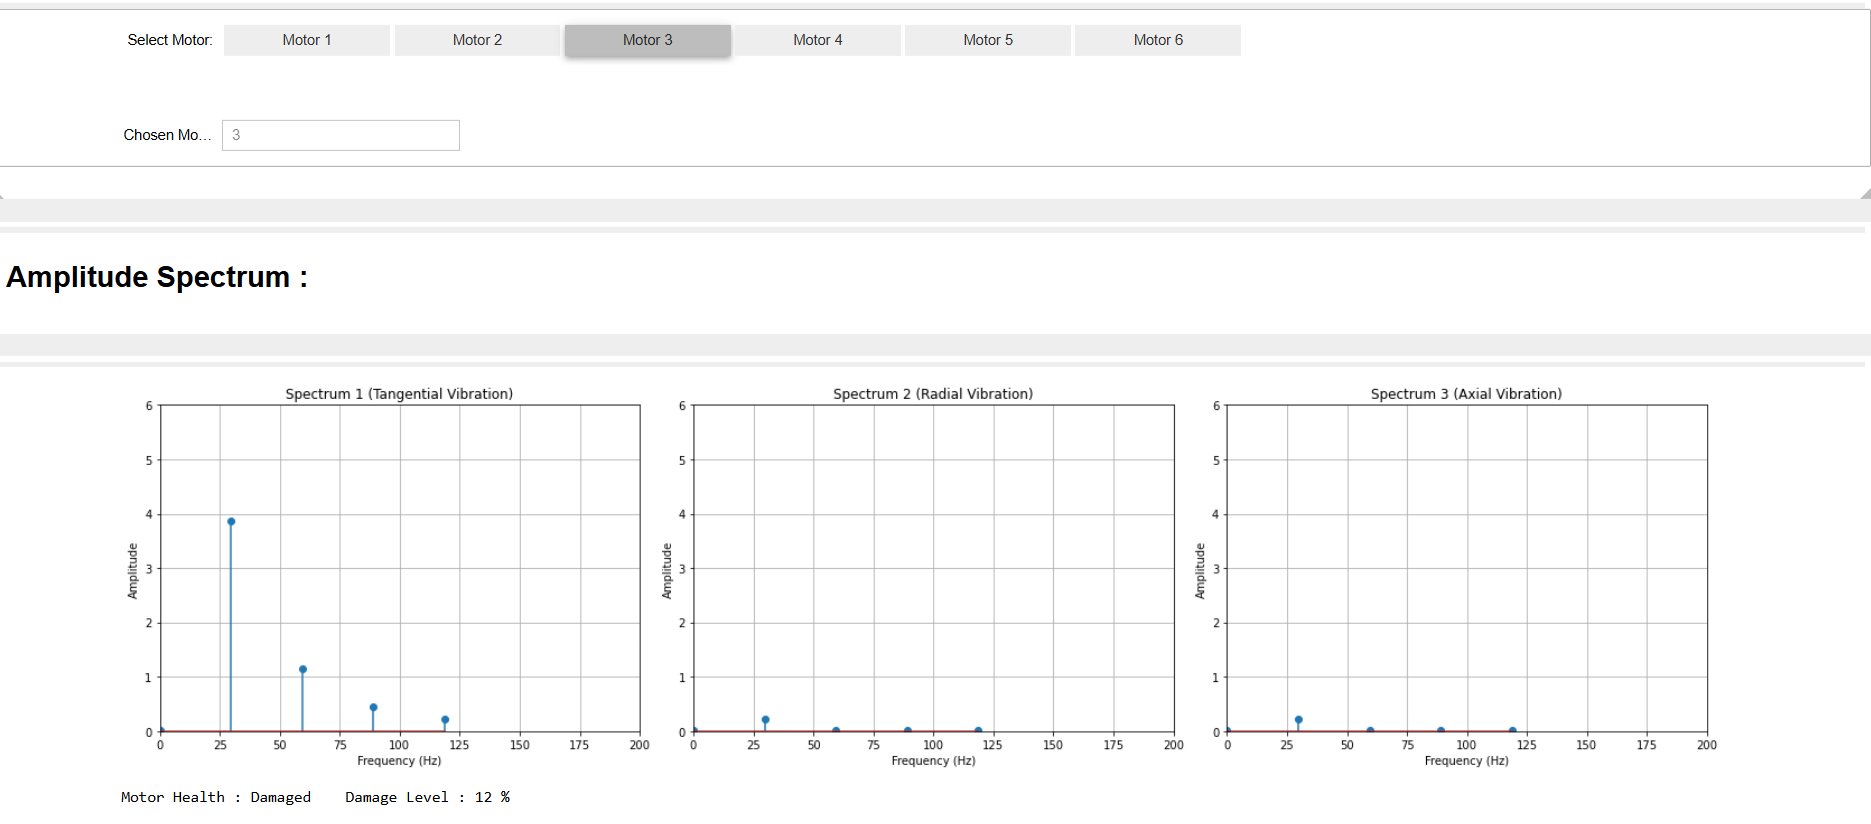 Select Motor: Motor 1 Motor 2 Motor 3 Motor 4 Motor 5 Motor 6
Chosen Mo... 3
Amplitude Spectrum :
Spectrum 1 (Tangential Vibration)
6
5
4
3
2
1
0
Amplitude
0 25 50 75 100 125 150 175 200
Frequency (Hz)
Spectrum 2 (Radial Vibration)
6
5
4
3
2
1
0
Amplitude
0 25 50 75 100 125 150 175 200
Frequency (Hz)
Spectrum 3 (Axial Vibration)
6
5
4
3
2
1
0
Amplitude
0 25 50 75 100 125 150 175 200
Frequency (Hz)
Motor Health : Damaged Damage Level : 12 %